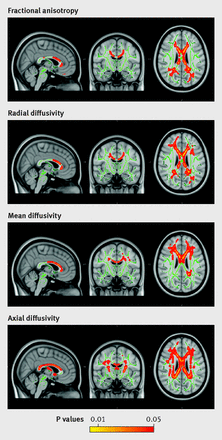 Fractional anisotropy
Radial diffusivity
Mean diffusivity
Axial diffusivity
P values
0.01
0.05